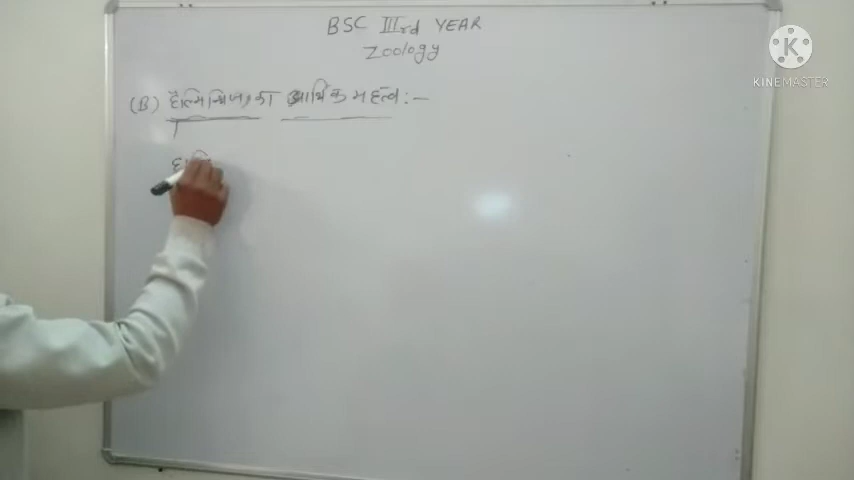 BSC IIIrd YEAR
Zoology
KINEMASTER
(B) हैल्मिन्थिज का आर्थिक महत्व :-